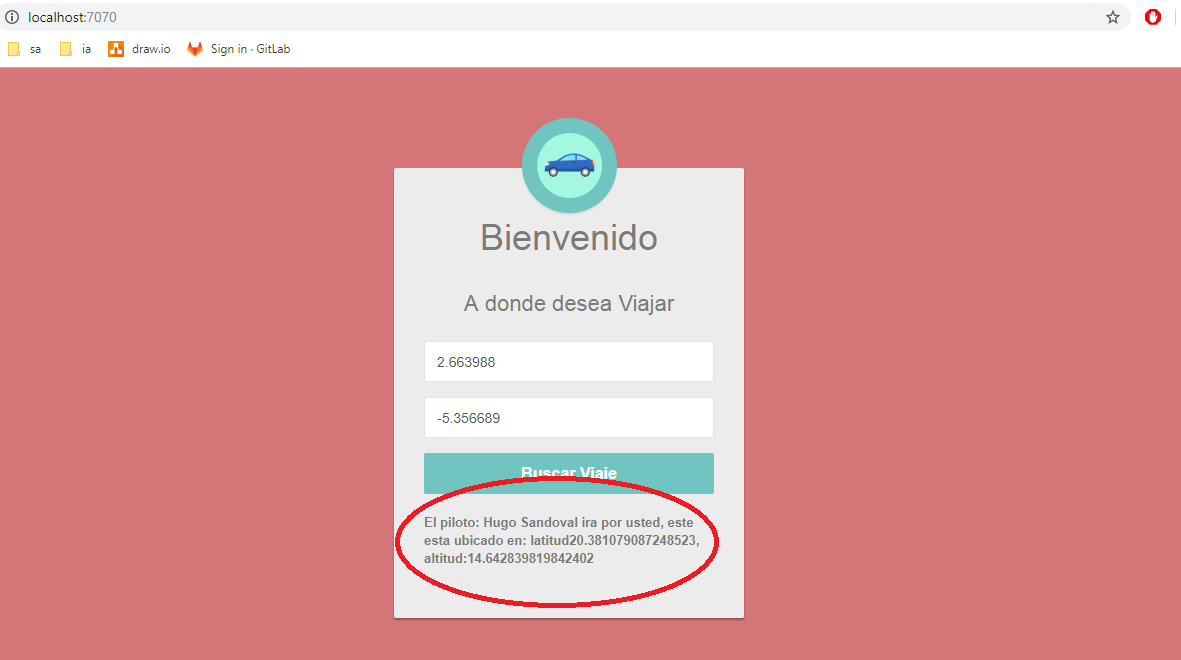 localhost:7070
sa ia draw.io Sign in · GitLab
Bienvenido
A donde desea Viajar
2.663988
-5.356689
Buscar Viaje
El piloto: Hugo Sandoval ira por usted, este
esta ubicado en: latitud20.381079087248523,
altitud:14.642839819842402